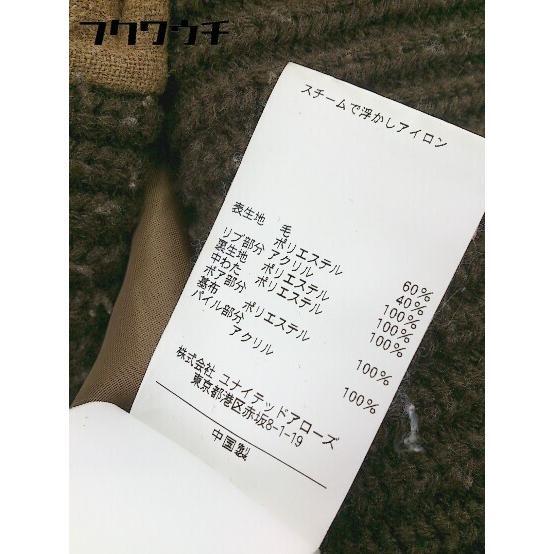 フクウクチ
スチームで浮かしアイロン
表生地 毛 60%
ポリエステル 40%
リブ部分 アクリル 100%
裏生地 ポリエステル 100%
中わた ポリエステル 100%
ボア部分
基布 ポリエステル 100%
パイル部分
アクリル 100%
株式会社 ユナイテッドアローズ
東京都港区赤坂8-1-19
中国製